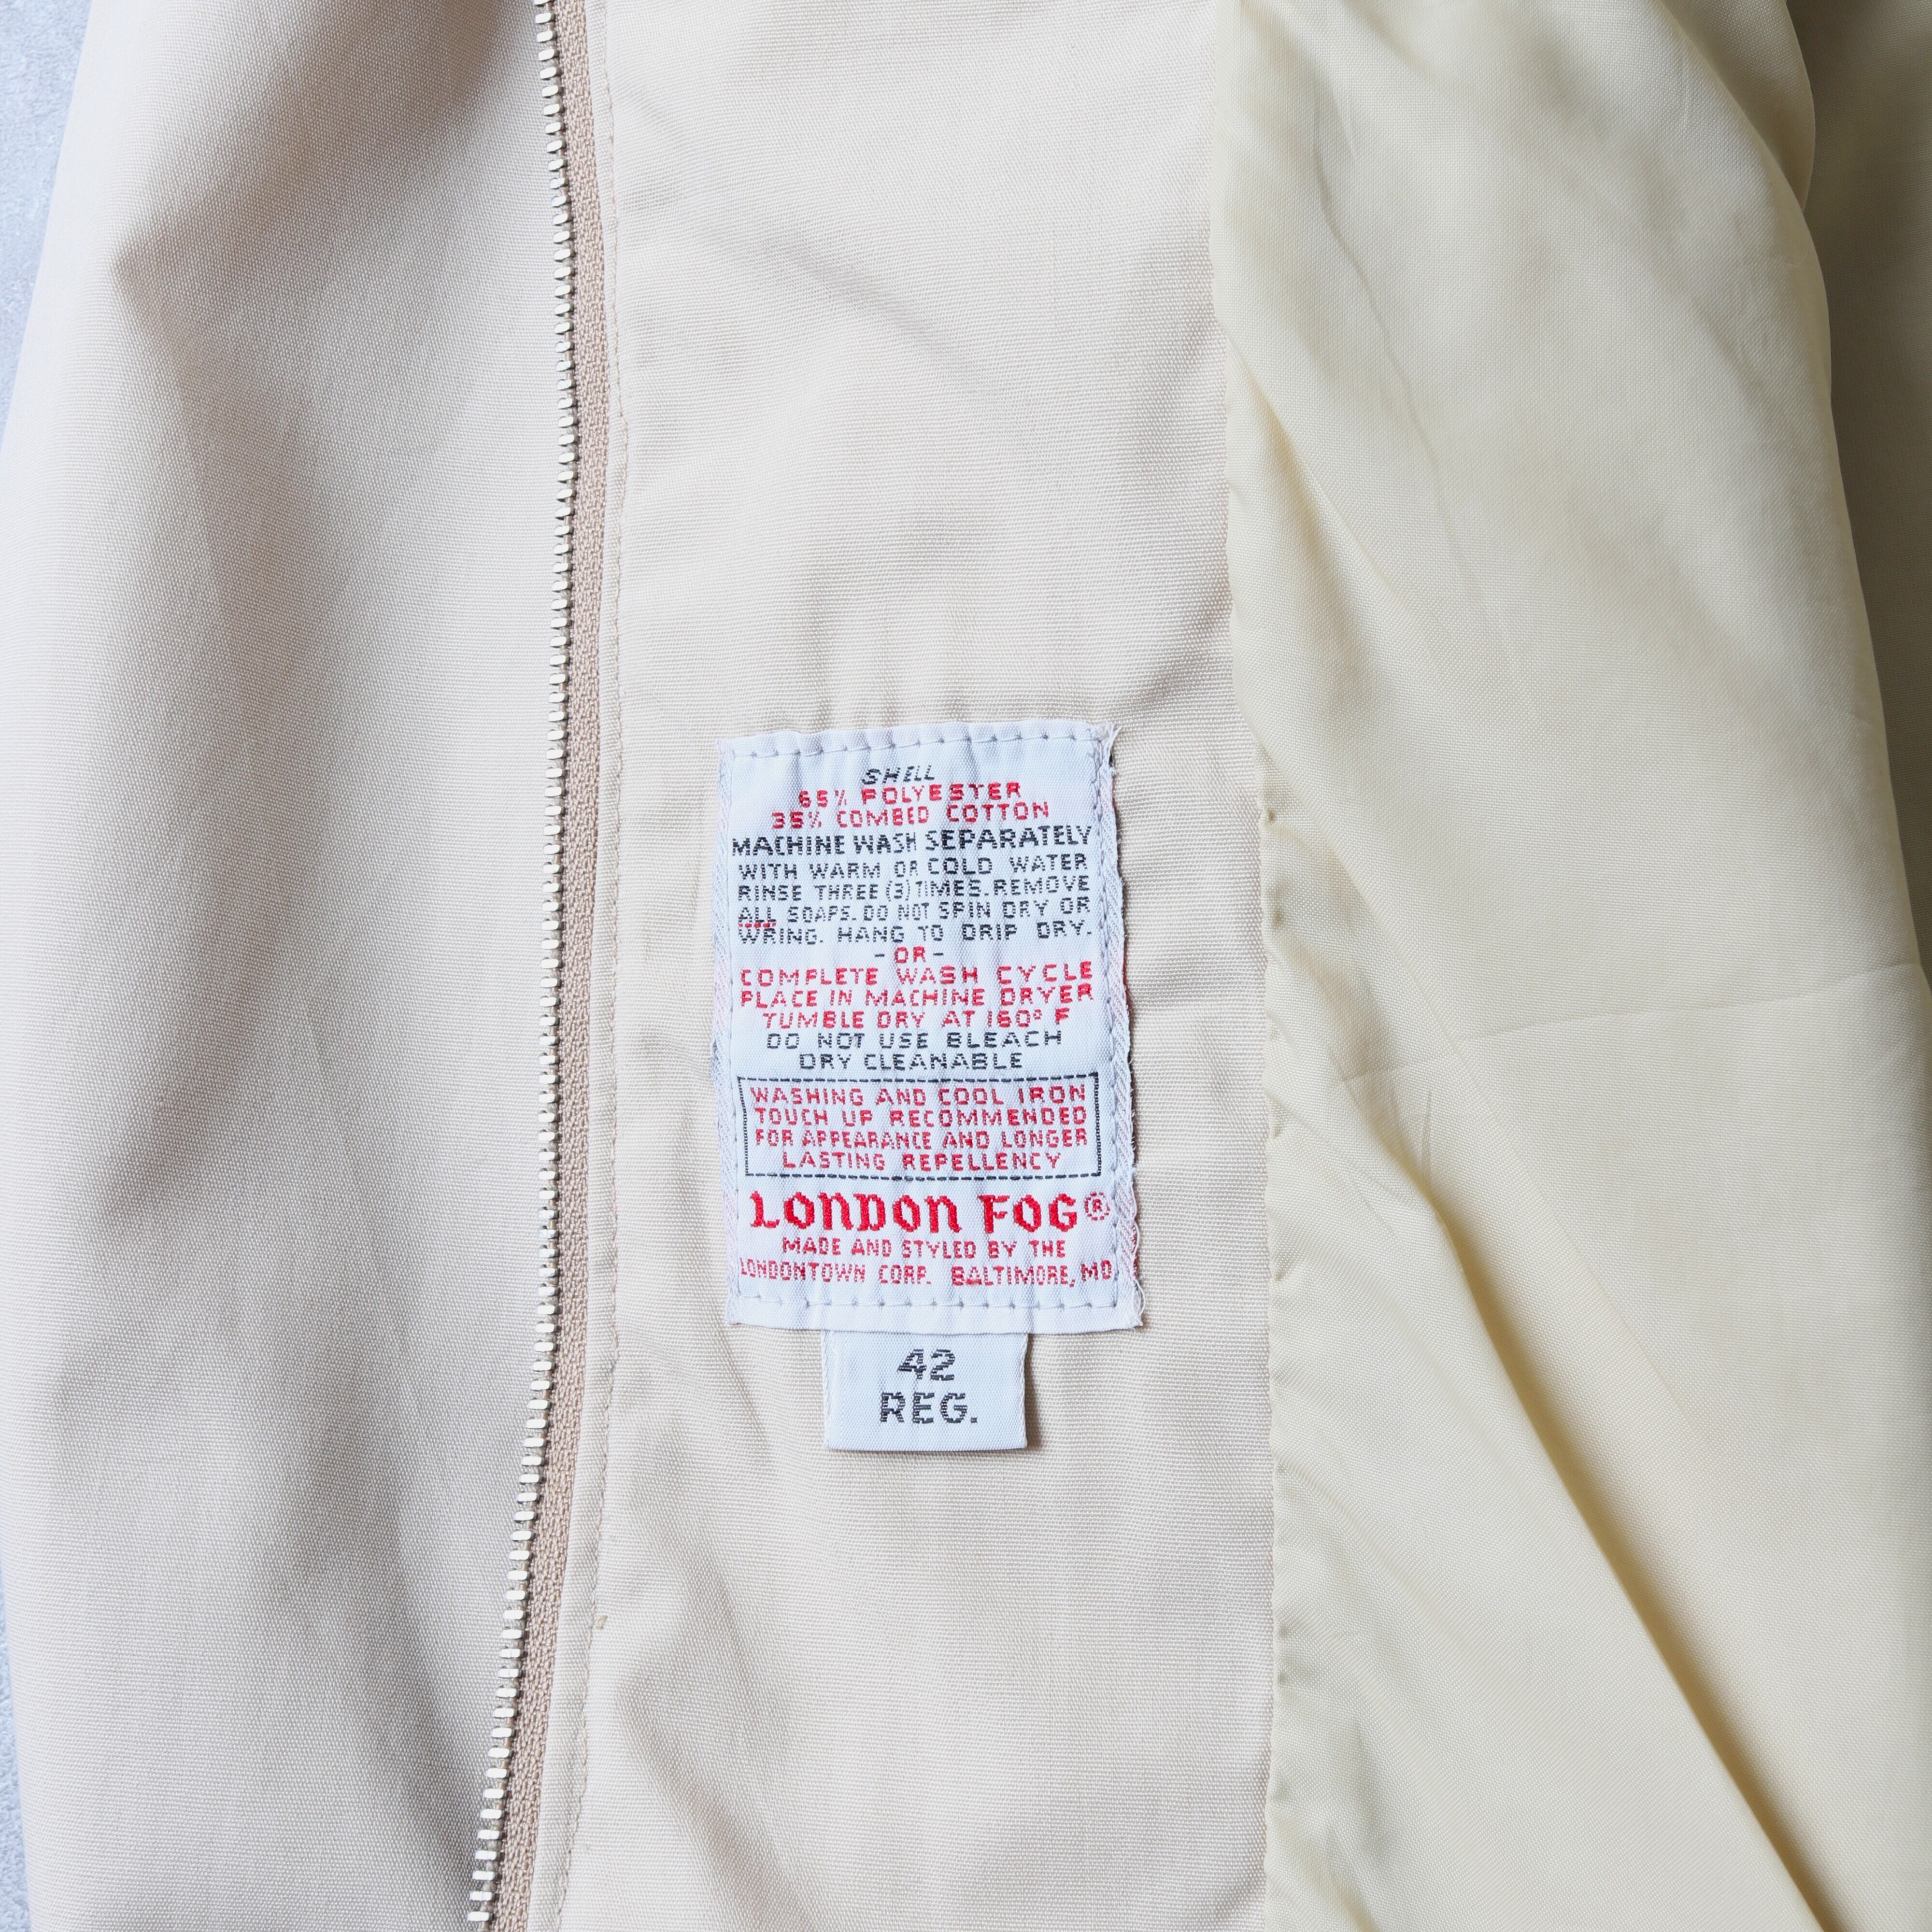 SHELL
65% POLYESTER
35% COMBED COTTON
MACHINE WASH SEPARATELY
WITH WARM OR COLD WATER
RINSE THREE (3) TIMES. REMOVE
ALL SOAPS. DO NOT SPIN DRY OR
WRING. HANG TO DRIP DRY.
-OR-
COMPLETE WASH CYCLE
PLACE IN MACHINE DRYER
TUMBLE DRY AT 160° F
DO NOT USE BLEACH
DRY CLEANABLE
WASHING AND COOL IRON
TOUCH UP RECOMMENDED
FOR APPEARANCE AND LONGER
LASTING REPELLENCY
LONDON FOG®
MADE AND STYLED BY THE
LONDONTOWN CORP. BALTIMORE, MD.
42
REG.